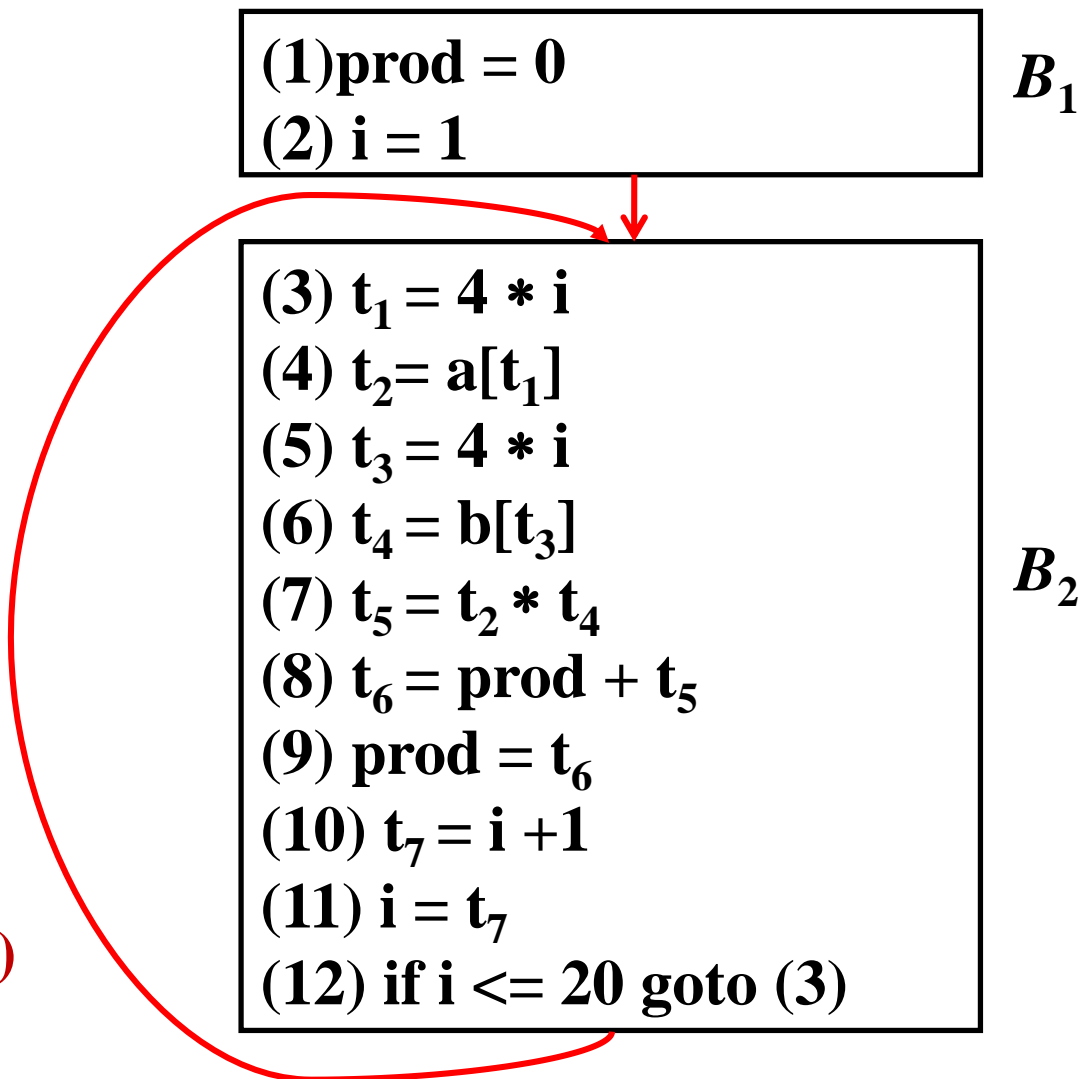 (1)prod = 0
(2) i = 1
B₁
(3) t₁ = 4 * i
(4) t₂= a[t₁]
(5) t₃ = 4 * i
(6) t₄ = b[t₃]
(7) t₅ = t₂ * t₄
(8) t₆ = prod + t₅
(9) prod = t₆
(10) t₇ = i +1
(11) i = t₇
(12) if i <= 20 goto (3)
B₂
)